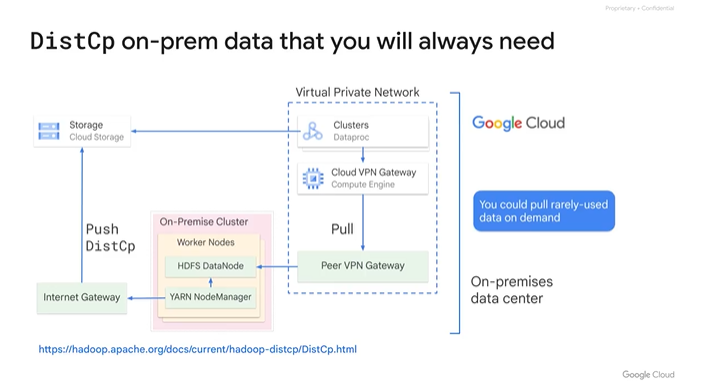 Proprietary + Confidential
DistCp on-prem data that you will always need
Virtual Private Network
Storage
Cloud Storage
Clusters
Dataproc
Google Cloud
Cloud VPN Gateway
Compute Engine
You could pull rarely-used
data on demand
Push
DistCp
On-Premise Cluster
Worker Nodes
Pull
HDFS DataNode
Peer VPN Gateway
On-premises
data center
Internet Gateway
YARN NodeManager
https://hadoop.apache.org/docs/current/hadoop-distcp/DistCp.html
Google Cloud